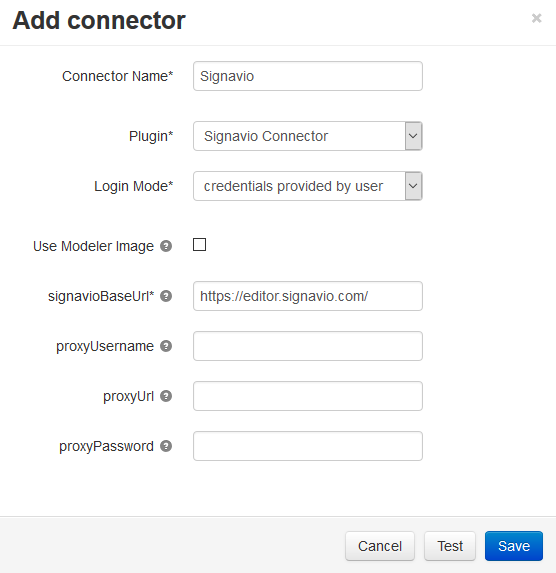 Add connector ×
Connector Name* Signavio
Plugin* Signavio Connector
Login Mode* credentials provided by user
Use Modeler Image ?
signavioBaseUrl* ? https://editor.signavio.com/
proxyUsername ?
proxyUrl ?
proxyPassword ?
Cancel Test Save